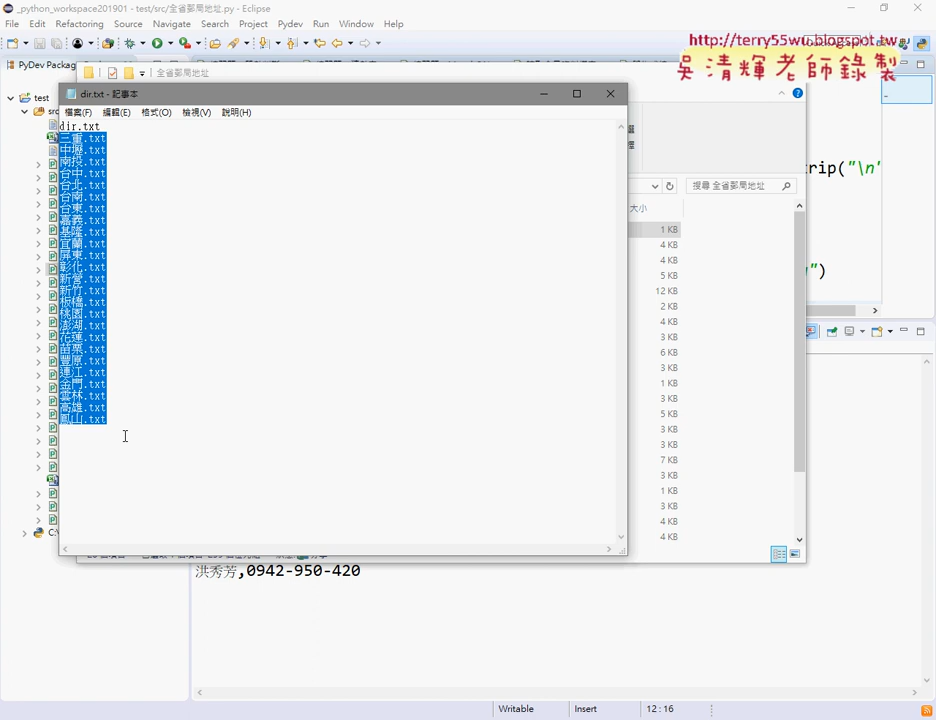 _python_workspace201901 - test/src/全省郵局地址.py - Eclipse
File Edit Refactoring Source Navigate Search Project Pydev Run Window Help
http://terry55wu.blogspot.tw
吳清輝老師錄製
PyDev Packag
全省郵局地址
test
src
dir.txt - 記事本
檔案(F) 編輯(E) 格式(O) 檢視(V) 說明(H)
dir.txt
三重.txt
中壢.txt
南投.txt
台中.txt
台北.txt
台南.txt
台東.txt
嘉義.txt
基隆.txt
宜蘭.txt
屏東.txt
彰化.txt
新營.txt
新竹.txt
板橋.txt
桃園.txt
澎湖.txt
花蓮.txt
苗栗.txt
豐原.txt
連江.txt
金門.txt
雲林.txt
高雄.txt
鳳山.txt
搜尋 全省郵局地址
大小
1 KB
4 KB
4 KB
5 KB
12 KB
2 KB
4 KB
3 KB
6 KB
3 KB
1 KB
3 KB
5 KB
3 KB
3 KB
7 KB
3 KB
1 KB
3 KB
4 KB
4 KB
rip("\n"
")
洪秀芳,0942-950-420
Writable Insert 12 : 16